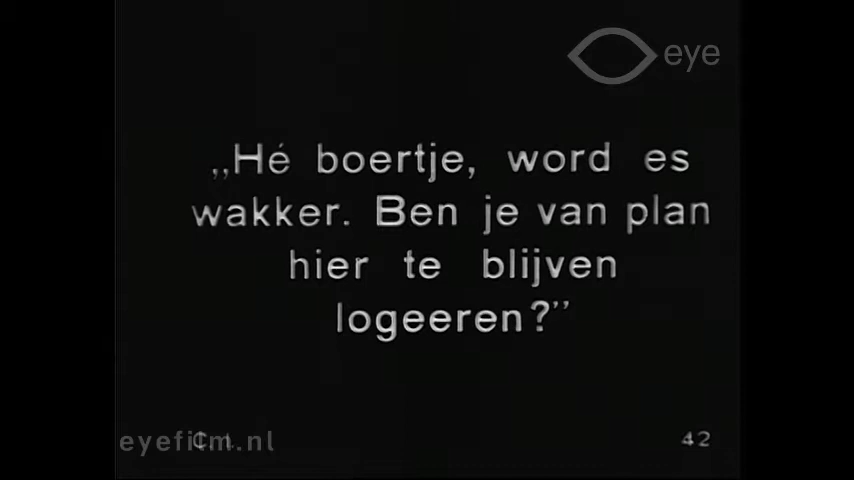 eye
„Hé boertje, word es
wakker. Ben je van plan
hier te blijven
logeeren?”
eyefilm.nl
42